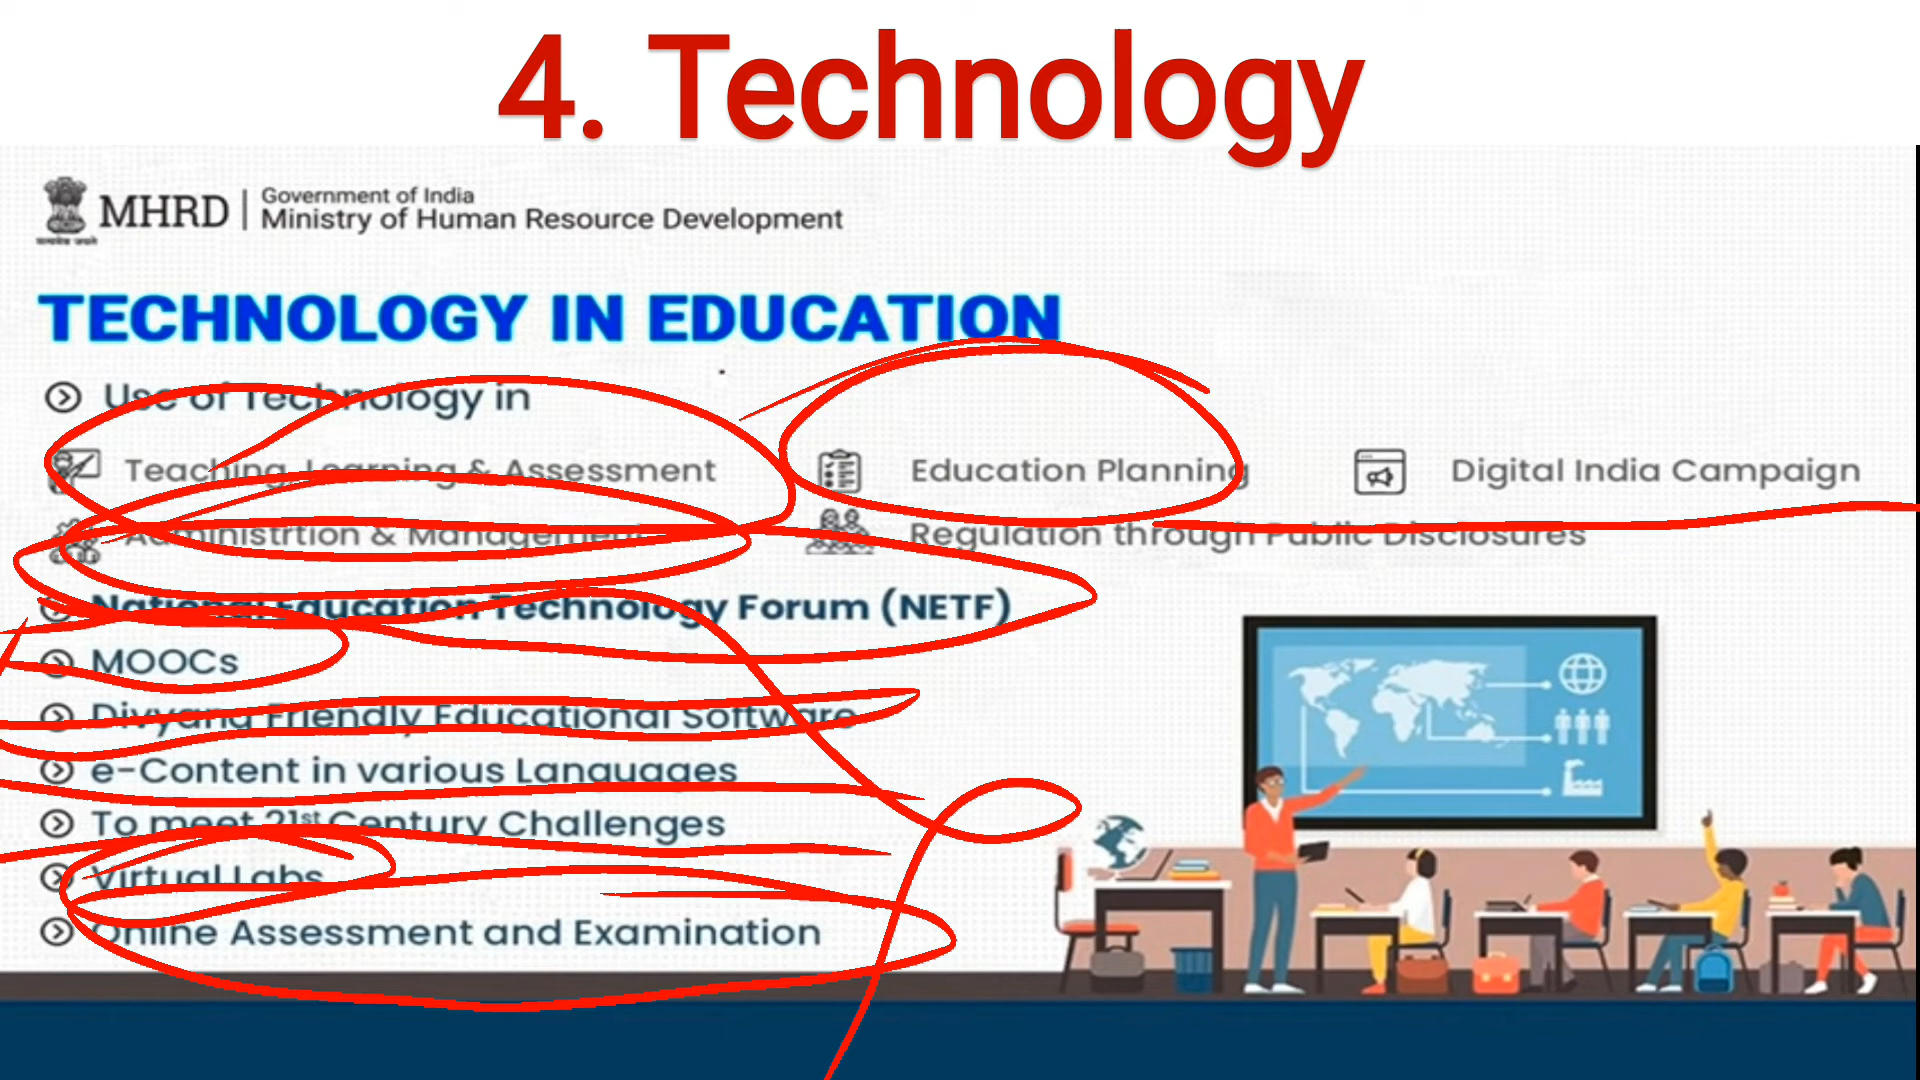 4. Technology
सत्यमेव जयते
MHRD
Government of India
Ministry of Human Resource Development
TECHNOLOGY IN EDUCATION
Use of Technology in
Teaching, Learning & Assessment
Education Planning
Digital India Campaign
Administrtion & Management
Regulation through Public Disclosures
National Education Technology Forum (NETF)
MOOCs
Divyang Friendly Educational Software
e-Content in various Languages
To meet 21st Century Challenges
Virtual Labs
Online Assessment and Examination